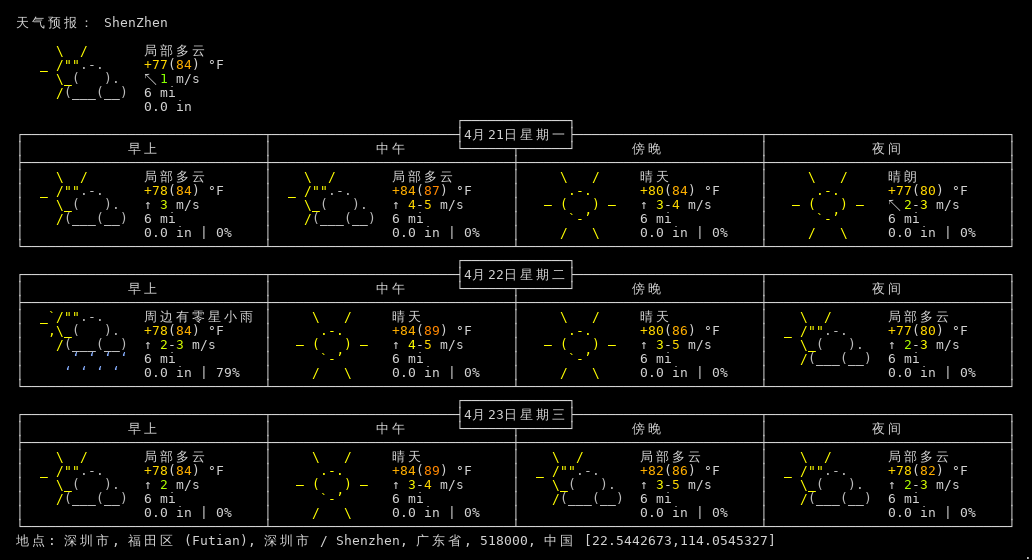 天气预报： ShenZhen
局部多云
+77(84) °F
↖ 1 m/s
6 mi
0.0 in
4月21日星期一
早上 中午 傍晚 夜间
局部多云 局部多云 晴天 晴朗
+78(84) °F +84(87) °F +80(84) °F +77(80) °F
↑ 3 m/s ↑ 4-5 m/s ↑ 3-4 m/s ↖ 2-3 m/s
6 mi 6 mi 6 mi 6 mi
0.0 in | 0% 0.0 in | 0% 0.0 in | 0% 0.0 in | 0%
4月22日星期二
早上 中午 傍晚 夜间
周边有零星小雨 晴天 晴天 局部多云
+78(84) °F +84(89) °F +80(86) °F +77(80) °F
↑ 2-3 m/s ↑ 4-5 m/s ↑ 3-5 m/s ↑ 2-3 m/s
6 mi 6 mi 6 mi 6 mi
0.0 in | 79% 0.0 in | 0% 0.0 in | 0% 0.0 in | 0%
4月23日星期三
早上 中午 傍晚 夜间
局部多云 晴天 局部多云 局部多云
+78(84) °F +84(89) °F +82(86) °F +78(82) °F
↑ 2 m/s ↑ 3-4 m/s ↑ 3-5 m/s ↑ 2-3 m/s
6 mi 6 mi 6 mi 6 mi
0.0 in | 0% 0.0 in | 0% 0.0 in | 0% 0.0 in | 0%
地点: 深圳市, 福田区 (Futian), 深圳市 / Shenzhen, 广东省, 518000, 中国 [22.5442673,114.0545327]